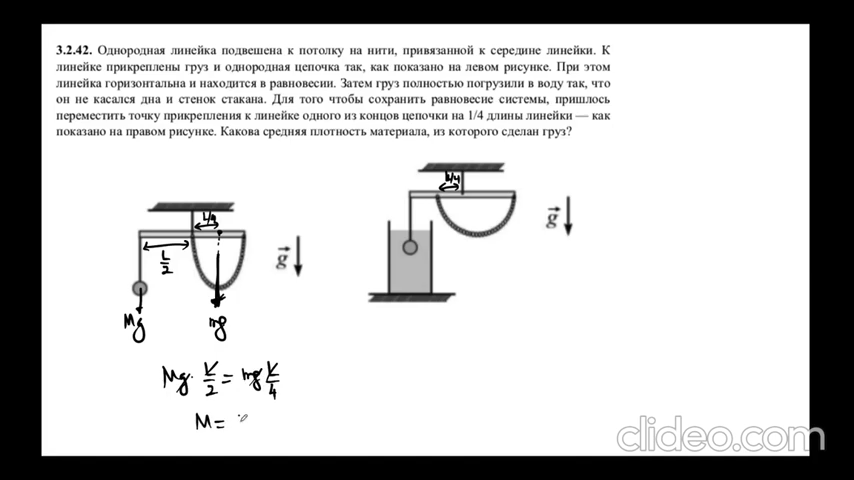 3.2.42. Однородная линейка подвешена к потолку на нити, привязанной к середине линейки. К
линейке прикреплены груз и однородная цепочка так, как показано на левом рисунке. При этом
линейка горизонтальна и находится в равновесии. Затем груз полностью погрузили в воду так, что
он не касался дна и стенок стакана. Для того чтобы сохранить равновесие системы, пришлось
переместить точку прикрепления к линейке одного из концов цепочки на 1/4 длины линейки — как
показано на правом рисунке. Какова средняя плотность материала, из которого сделан груз?
L/4
L/4
g
L/2
g
Mg
mg
Mg · L/2 = mg L/4
M =
clideo.com